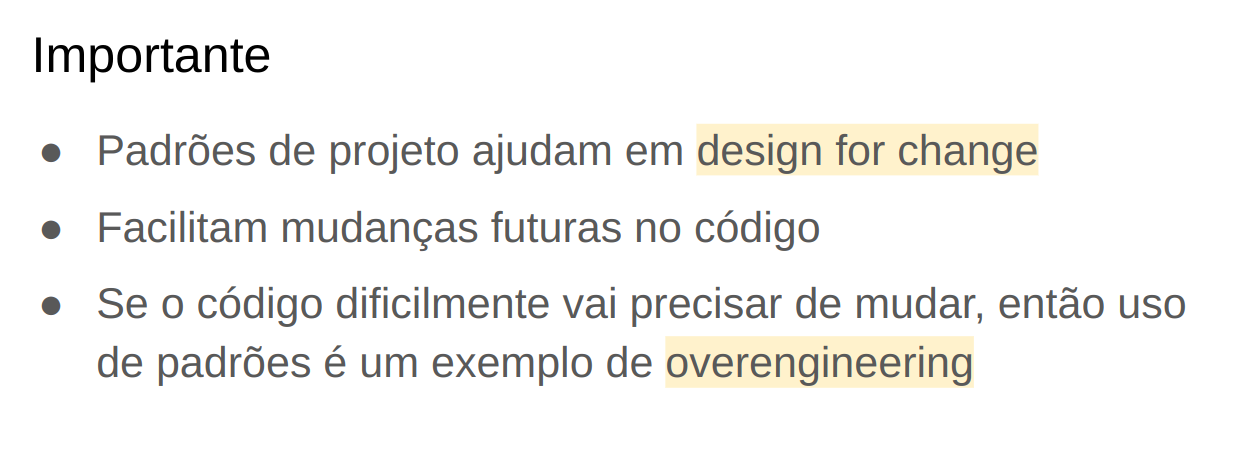 Importante
● Padrões de projeto ajudam em design for change
● Facilitam mudanças futuras no código
● Se o código dificilmente vai precisar de mudar, então uso
de padrões é um exemplo de overengineering